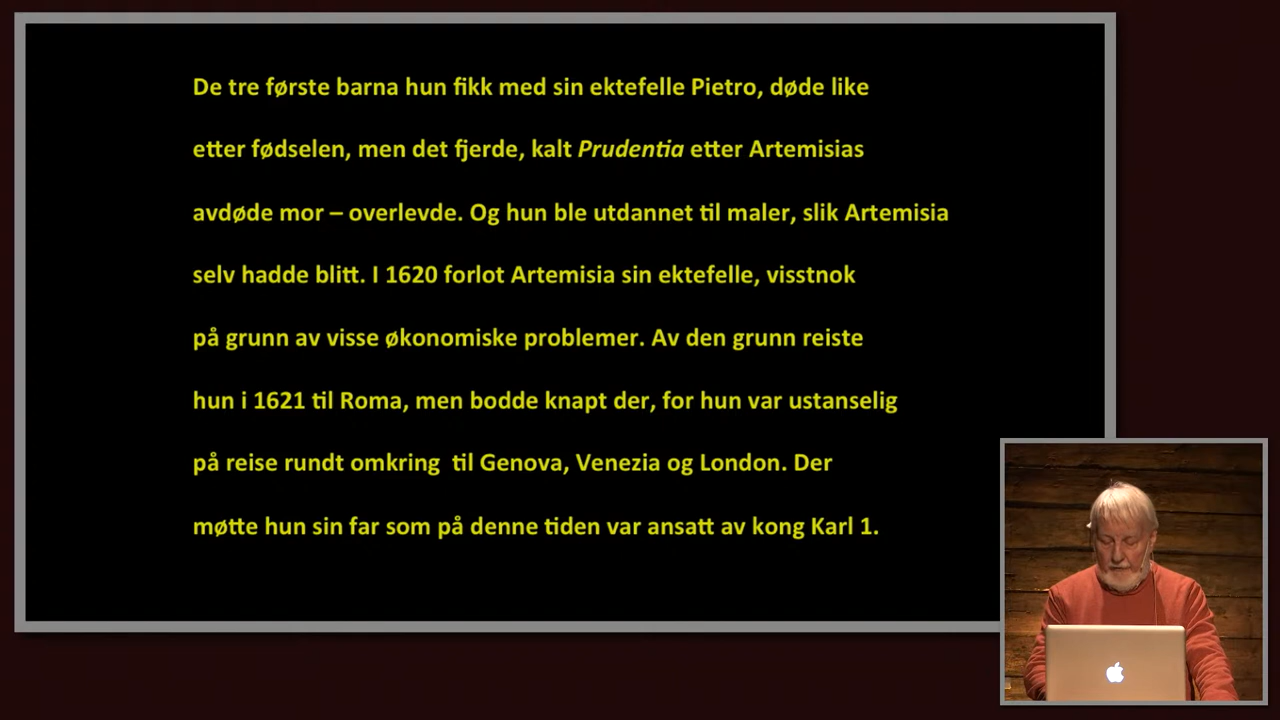 De tre første barna hun fikk med sin ektefelle Pietro, døde like
etter fødselen, men det fjerde, kalt Prudentia etter Artemisias
avdøde mor – overlevde. Og hun ble utdannet til maler, slik Artemisia
selv hadde blitt. I 1620 forlot Artemisia sin ektefelle, visstnok
på grunn av visse økonomiske problemer. Av den grunn reiste
hun i 1621 til Roma, men bodde knapt der, for hun var ustanselig
på reise rundt omkring  til Genova, Venezia og London. Der
møtte hun sin far som på denne tiden var ansatt av kong Karl 1.